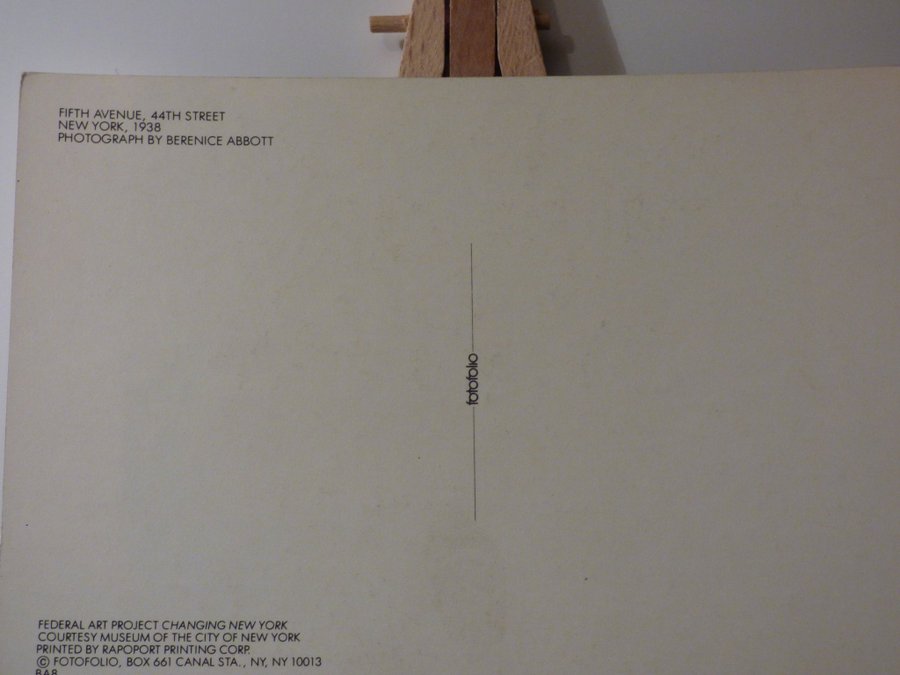 FIFTH AVENUE, 44TH STREET
NEW YORK, 1938
PHOTOGRAPH BY BERENICE ABBOTT
fotofolio
FEDERAL ART PROJECT CHANGING NEW YORK
COURTESY MUSEUM OF THE CITY OF NEW YORK
PRINTED BY RAPOPORT PRINTING CORP.
© FOTOFOLIO, BOX 661 CANAL STA., NY, NY 10013
BA8